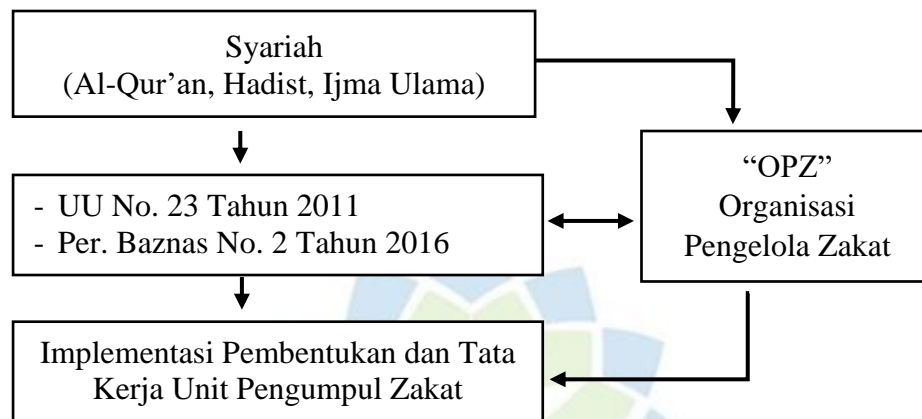 Syariah
(Al-Qur’an, Hadist, Ijma Ulama)
- UU No. 23 Tahun 2011
- Per. Baznas No. 2 Tahun 2016
“OPZ”
Organisasi
Pengelola Zakat
Implementasi Pembentukan dan Tata
Kerja Unit Pengumpul Zakat